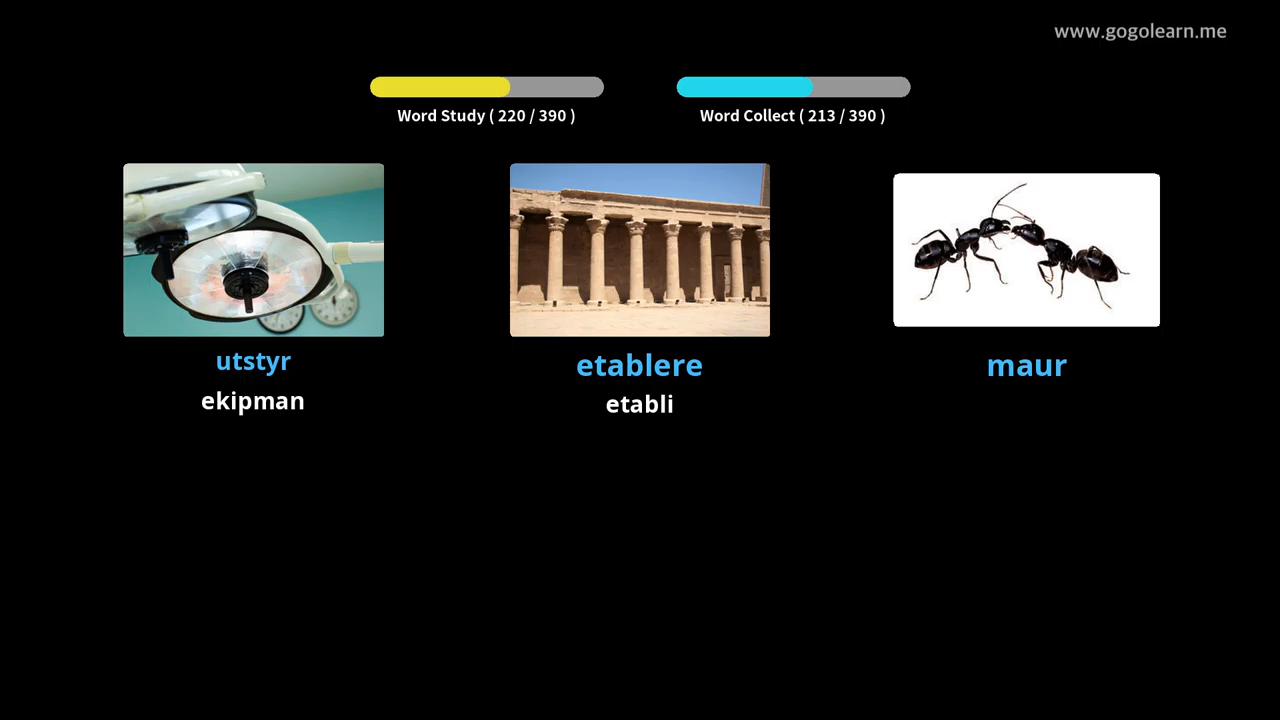 www.gogolearn.me
Word Study ( 220 / 390 )
Word Collect ( 213 / 390 )
utstyr
etablere
maur
ekipman
etabli